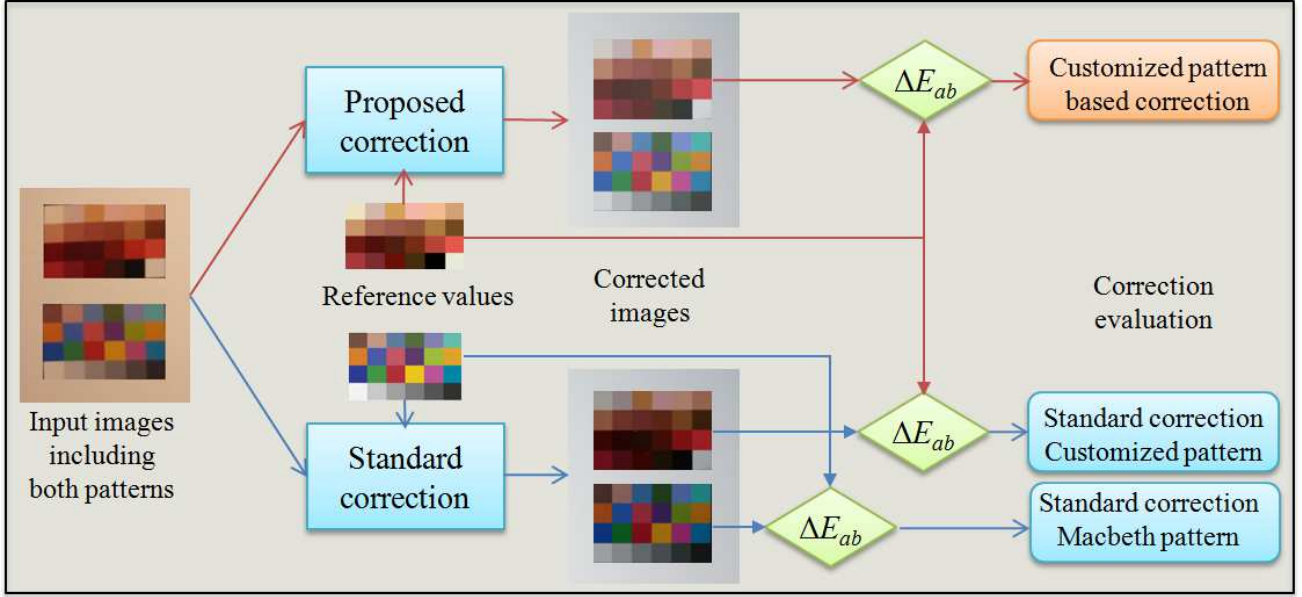 Proposed
correction
ΔEab
Customized pattern
based correction
Reference values
Corrected
images
Correction
evaluation
Input images
including
both patterns
Standard
correction
ΔEab
Standard correction
Customized pattern
ΔEab
Standard correction
Macbeth pattern